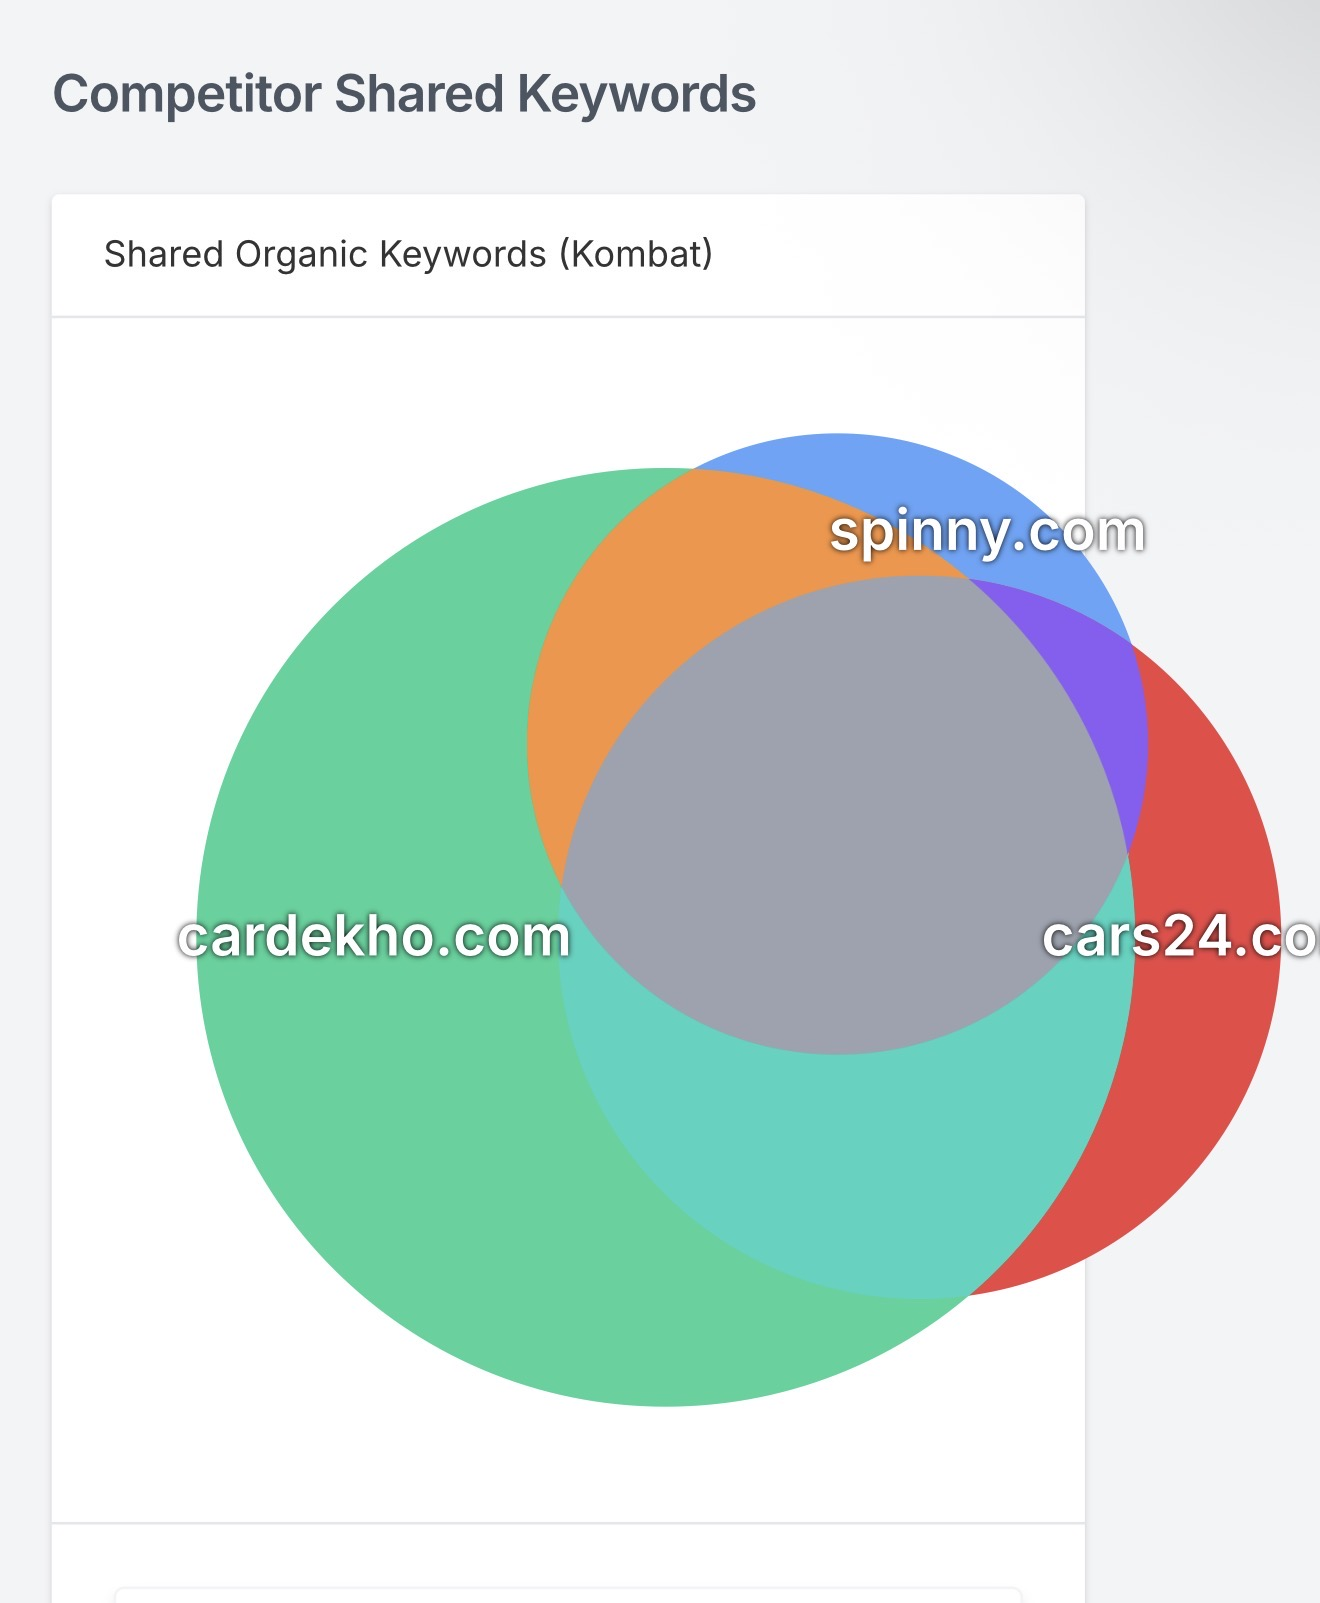 Competitor Shared Keywords
Shared Organic Keywords (Kombat)
spinny.com
cardekho.com
cars24.co